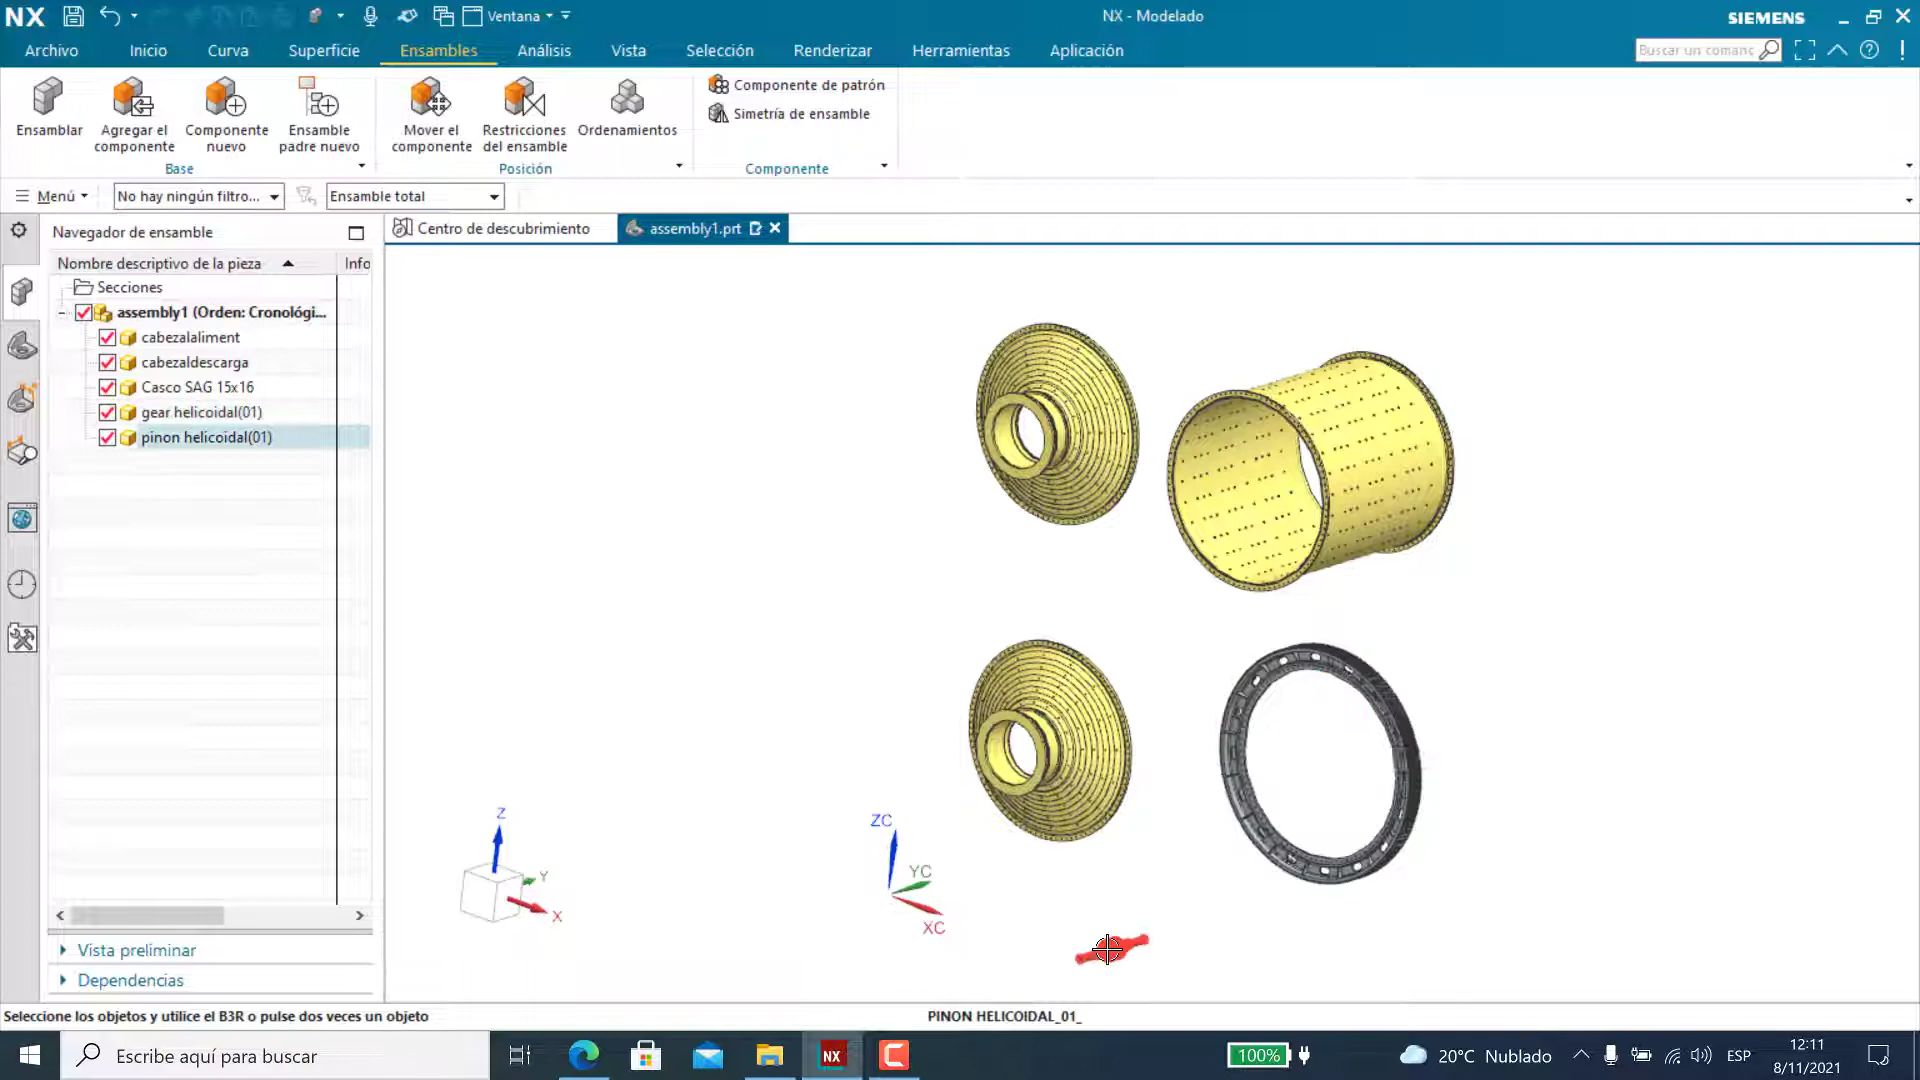 NX
Ventana
NX - Modelado
SIEMENS
Archivo
Inicio
Curva
Superficie
Ensambles
Análisis
Vista
Selección
Renderizar
Herramientas
Aplicación
Buscar un comanc
Ensamblar
Agregar el
componente
Componente
nuevo
Ensamble
padre nuevo
Mover el
componente
Restricciones
del ensamble
Ordenamientos
Componente de patrón
Simetría de ensamble
Base
Posición
Componente
Menú
No hay ningún filtro...
Ensamble total
Navegador de ensamble
Centro de descubrimiento
assembly1.prt
Nombre descriptivo de la pieza
Info
Secciones
assembly1 (Orden: Cronológi...
cabezalaliment
cabezaldescarga
Casco SAG 15x16
gear helicoidal(01)
pinon helicoidal(01)
Z
Y
X
ZC
YC
XC
Vista preliminar
Dependencias
Seleccione los objetos y utilice el B3R o pulse dos veces un objeto
PINON HELICOIDAL_01_
Escribe aquí para buscar
NX
100%
20°C Nublado
ESP
12:11
8/11/2021